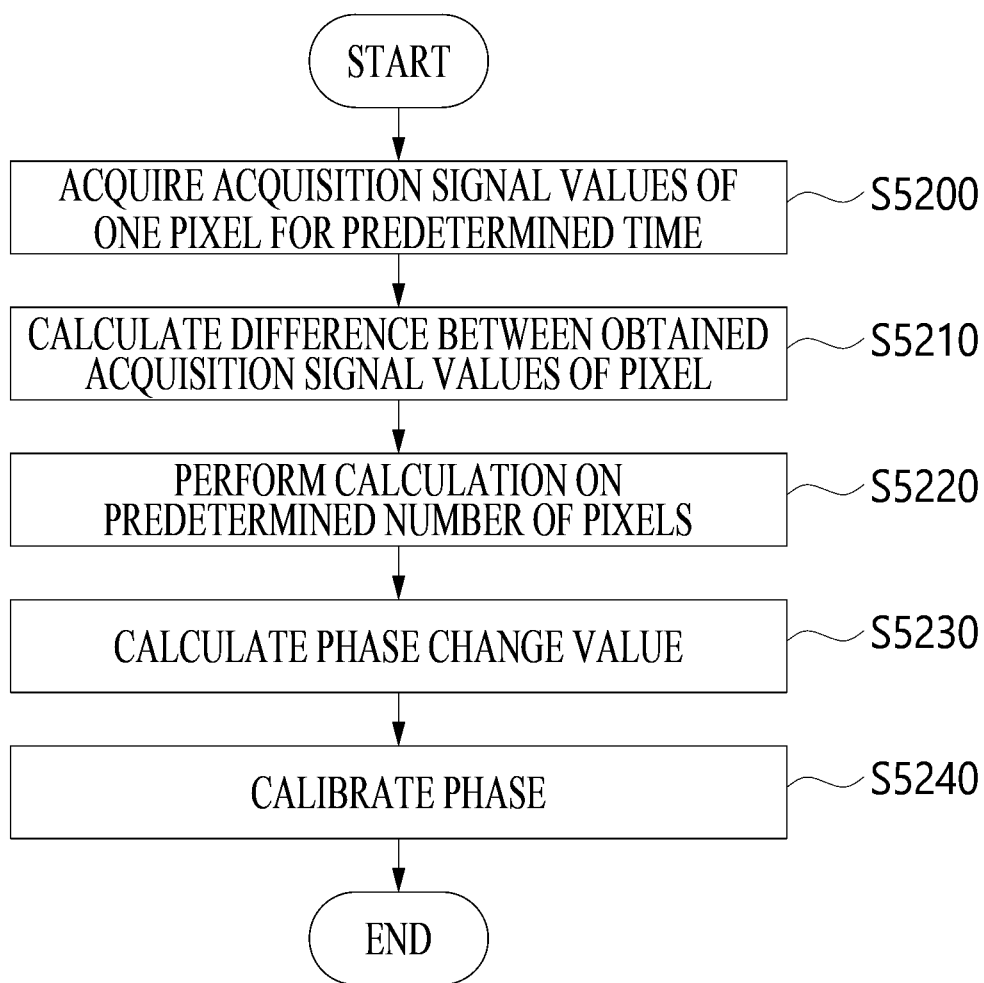 START
ACQUIRE ACQUISITION SIGNAL VALUES OF
ONE PIXEL FOR PREDETERMINED TIME
S5200
CALCULATE DIFFERENCE BETWEEN OBTAINED
ACQUISITION SIGNAL VALUES OF PIXEL
S5210
PERFORM CALCULATION ON
PREDETERMINED NUMBER OF PIXELS
S5220
CALCULATE PHASE CHANGE VALUE
S5230
CALIBRATE PHASE
S5240
END